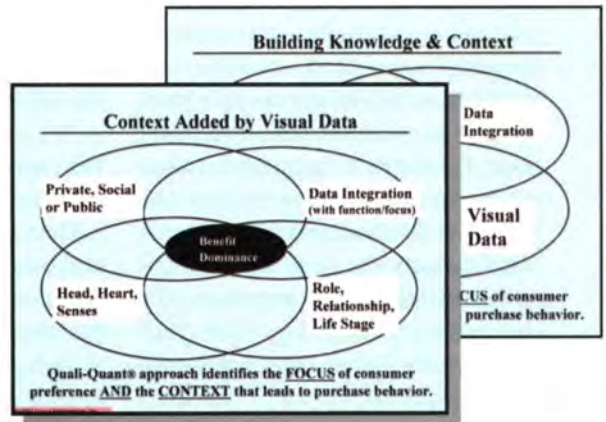 Building Knowledge & Context
Data
Integration
Visual
Data
CUS of consumer
purchase behavior.
Context Added by Visual Data
Private, Social
or Public
Data Integration
(with function/focus)
Benefit
Dominance
Head, Heart,
Senses
Role,
Relationship,
Life Stage
Quali-Quant® approach identifies the FOCUS of consumer
preference AND the CONTEXT that leads to purchase behavior.